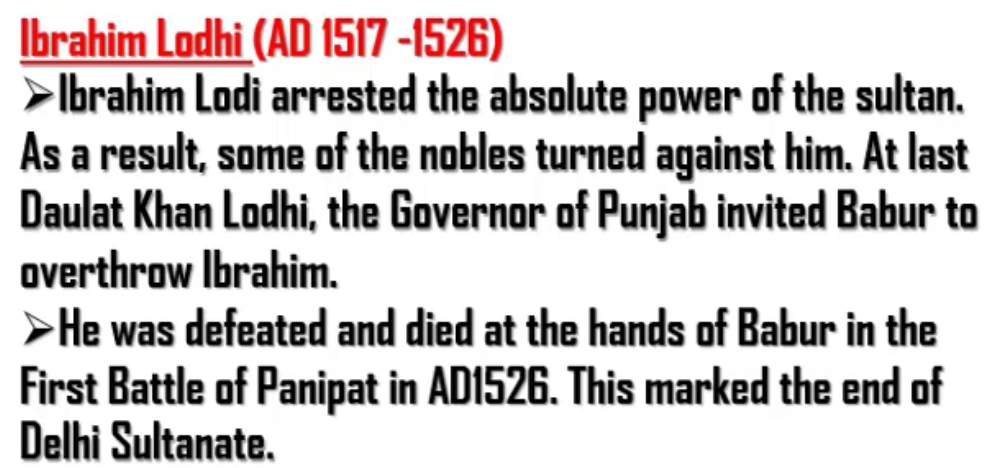 Ibrahim Lodhi (AD 1517 -1526)
➢Ibrahim Lodi arrested the absolute power of the sultan.
As a result, some of the nobles turned against him. At last
Daulat Khan Lodhi, the Governor of Punjab invited Babur to
overthrow Ibrahim.
➢He was defeated and died at the hands of Babur in the
First Battle of Panipat in AD1526. This marked the end of
Delhi Sultanate.